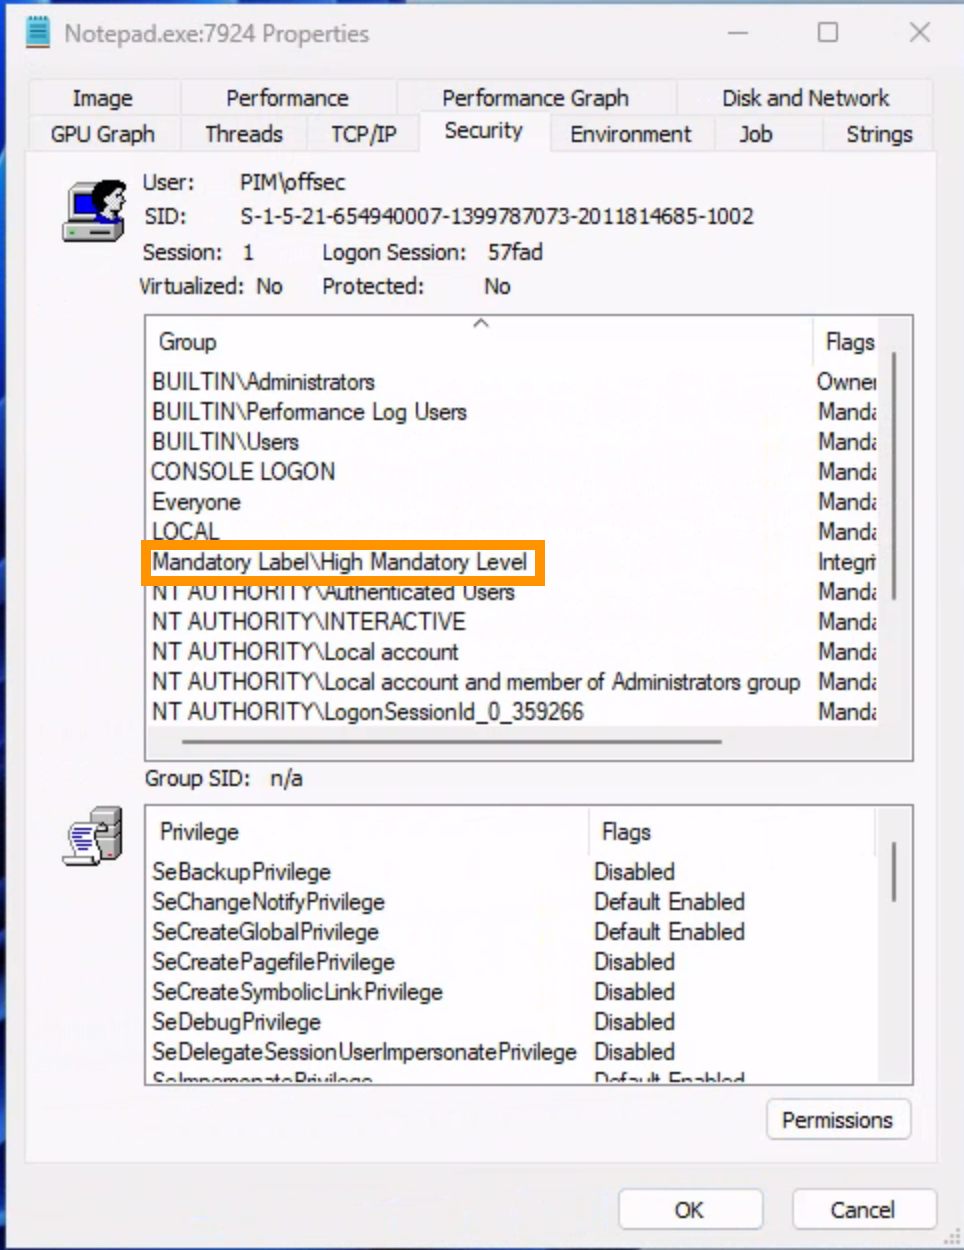 Notepad.exe:7924 Properties
Image Performance Performance Graph Disk and Network
GPU Graph Threads TCP/IP Security Environment Job Strings
User: PIM\offsec
SID: S-1-5-21-654940007-1399787073-2011814685-1002
Session: 1 Logon Session: 57fad
Virtualized: No Protected: No
Group Flags
BUILTIN\Administrators Owner
BUILTIN\Performance Log Users Manda
BUILTIN\Users Manda
CONSOLE LOGON Manda
Everyone Manda
LOCAL Manda
Mandatory Label\High Mandatory Level Integri
NT AUTHORITY\Authenticated Users Manda
NT AUTHORITY\INTERACTIVE Manda
NT AUTHORITY\Local account Manda
NT AUTHORITY\Local account and member of Administrators group Manda
NT AUTHORITY\LogonSessionId_0_359266 Manda
Group SID: n/a
Privilege Flags
SeBackupPrivilege Disabled
SeChangeNotifyPrivilege Default Enabled
SeCreateGlobalPrivilege Default Enabled
SeCreatePagefilePrivilege Disabled
SeCreateSymbolicLinkPrivilege Disabled
SeDebugPrivilege Disabled
SeDelegateSessionUserImpersonatePrivilege Disabled
SeImpersonatePrivilege Default Enabled
Permissions
OK Cancel